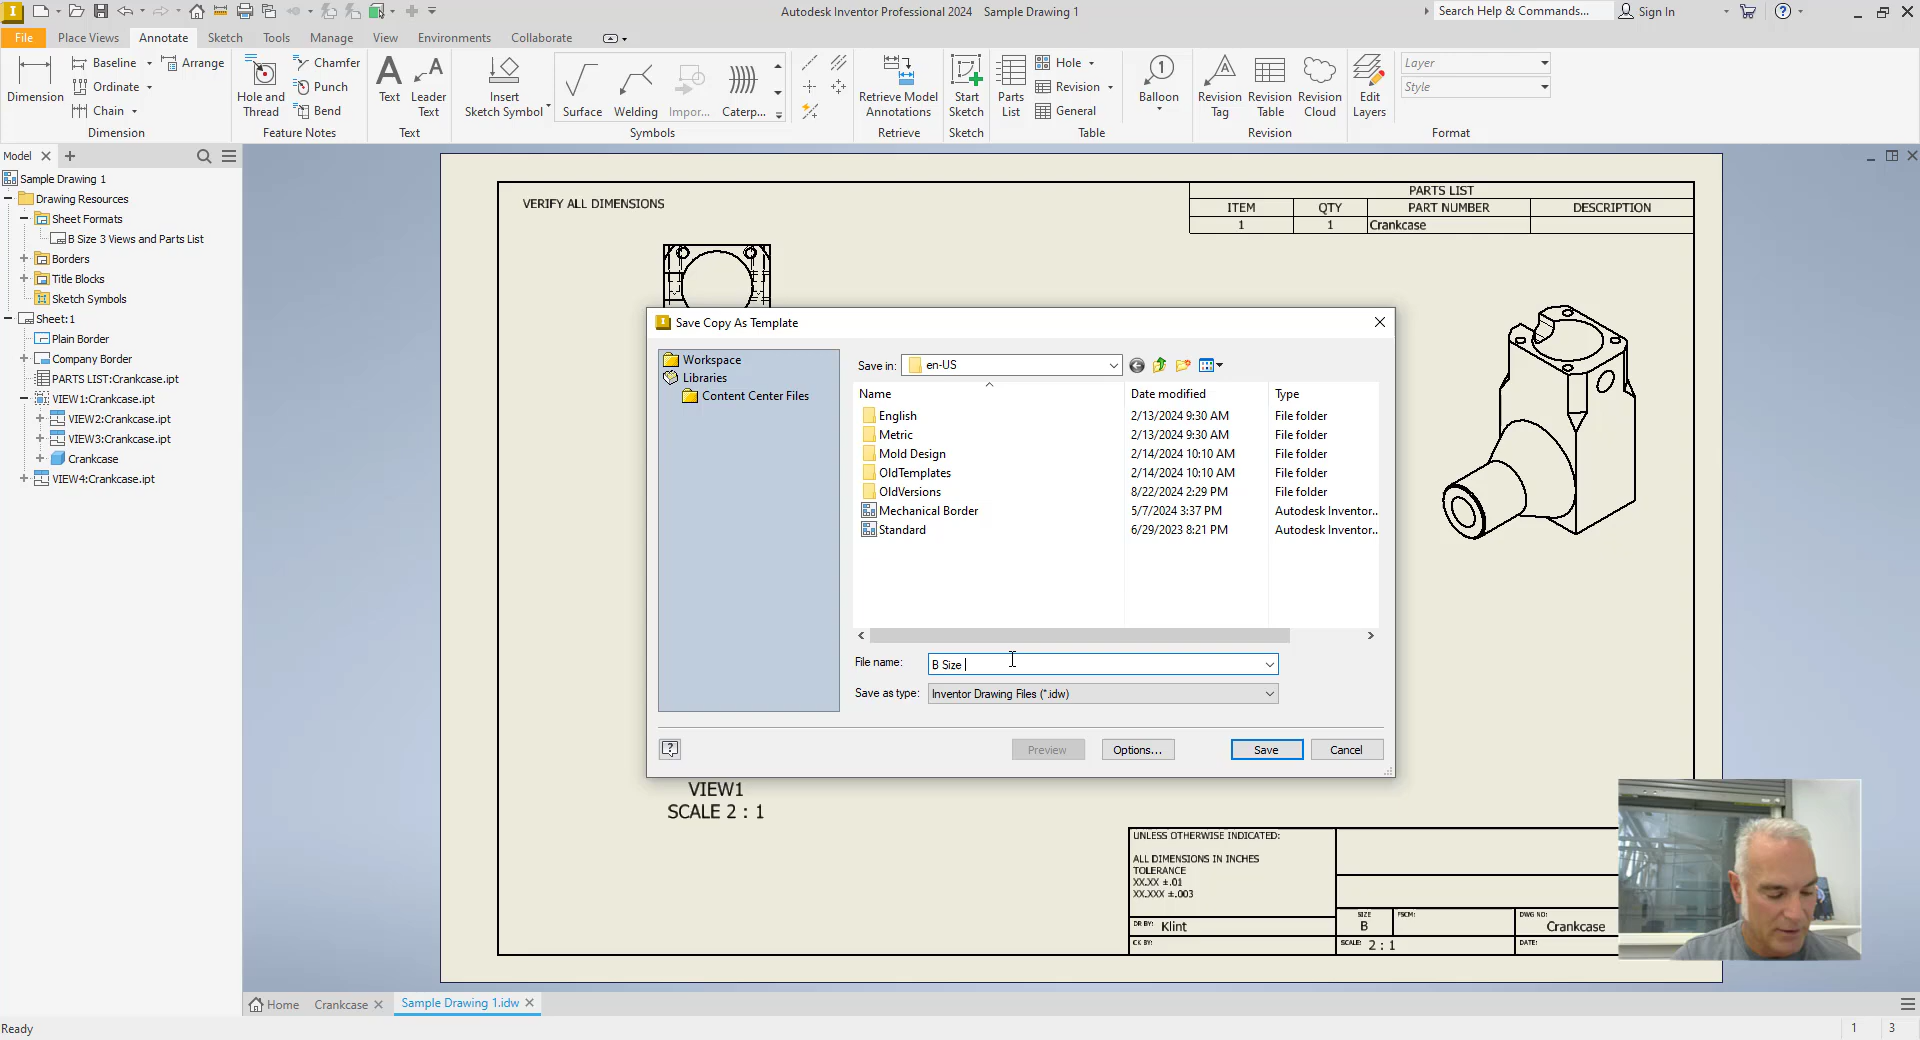 Autodesk Inventor Professional 2024 Sample Drawing 1
Search Help & Commands...
Sign In
File
Place Views
Annotate
Sketch
Tools
Manage
View
Environments
Collaborate
Dimension
Baseline
Ordinate
Chain
Arrange
Dimension
Hole and
Thread
Chamfer
Punch
Bend
Feature Notes
Text
Leader
Text
Text
Insert
Sketch Symbol
Surface
Welding
Impor...
Caterp...
Symbols
Retrieve Model
Annotations
Retrieve
Start
Sketch
Sketch
Parts
List
Hole
Revision
General
Table
Balloon
Revision
Tag
Revision
Table
Revision
Cloud
Revision
Edit
Layers
Layer
Style
Format
Model
Sample Drawing 1
Drawing Resources
Sheet Formats
B Size 3 Views and Parts List
Borders
Title Blocks
Sketch Symbols
Sheet:1
Plain Border
Company Border
PARTS LIST:Crankcase.ipt
VIEW1:Crankcase.ipt
VIEW2:Crankcase.ipt
VIEW3:Crankcase.ipt
Crankcase
VIEW4:Crankcase.ipt
VERIFY ALL DIMENSIONS
PARTS LIST
ITEM QTY PART NUMBER DESCRIPTION
1 1 Crankcase
Save Copy As Template
Workspace
Libraries
Content Center Files
Save in: en-US
Name Date modified Type
English 2/13/2024 9:30 AM File folder
Metric 2/13/2024 9:30 AM File folder
Mold Design 2/14/2024 10:10 AM File folder
OldTemplates 2/14/2024 10:10 AM File folder
OldVersions 8/22/2024 2:29 PM File folder
Mechanical Border 5/7/2024 3:37 PM Autodesk Inventor..
Standard 6/29/2023 8:21 PM Autodesk Inventor..
File name: B Size
Save as type: Inventor Drawing Files (*.idw)
Preview
Options...
Save
Cancel
VIEW1
SCALE 2 : 1
UNLESS OTHERWISE INDICATED:
ALL DIMENSIONS IN INCHES
TOLERANCE
XX.XX ±.01
XX.XXX ±.003
DR BY: Klint
CK BY:
SIZE
B
FSCM:
DWG NO:
Crankcase
SCALE: 2 : 1
DATE:
Home
Crankcase
Sample Drawing 1.idw
Ready
1 3